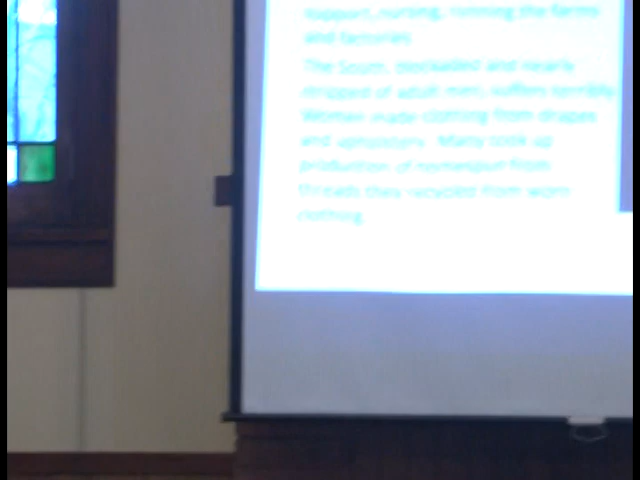 support, nursing, running the farms
and factories.
The South, blockaded and nearly
stripped of adult men, suffers terribly.
Women made clothing from drapes
and upholstery. Many took up
production of homespun from
threads they recycled from worn
clothing.